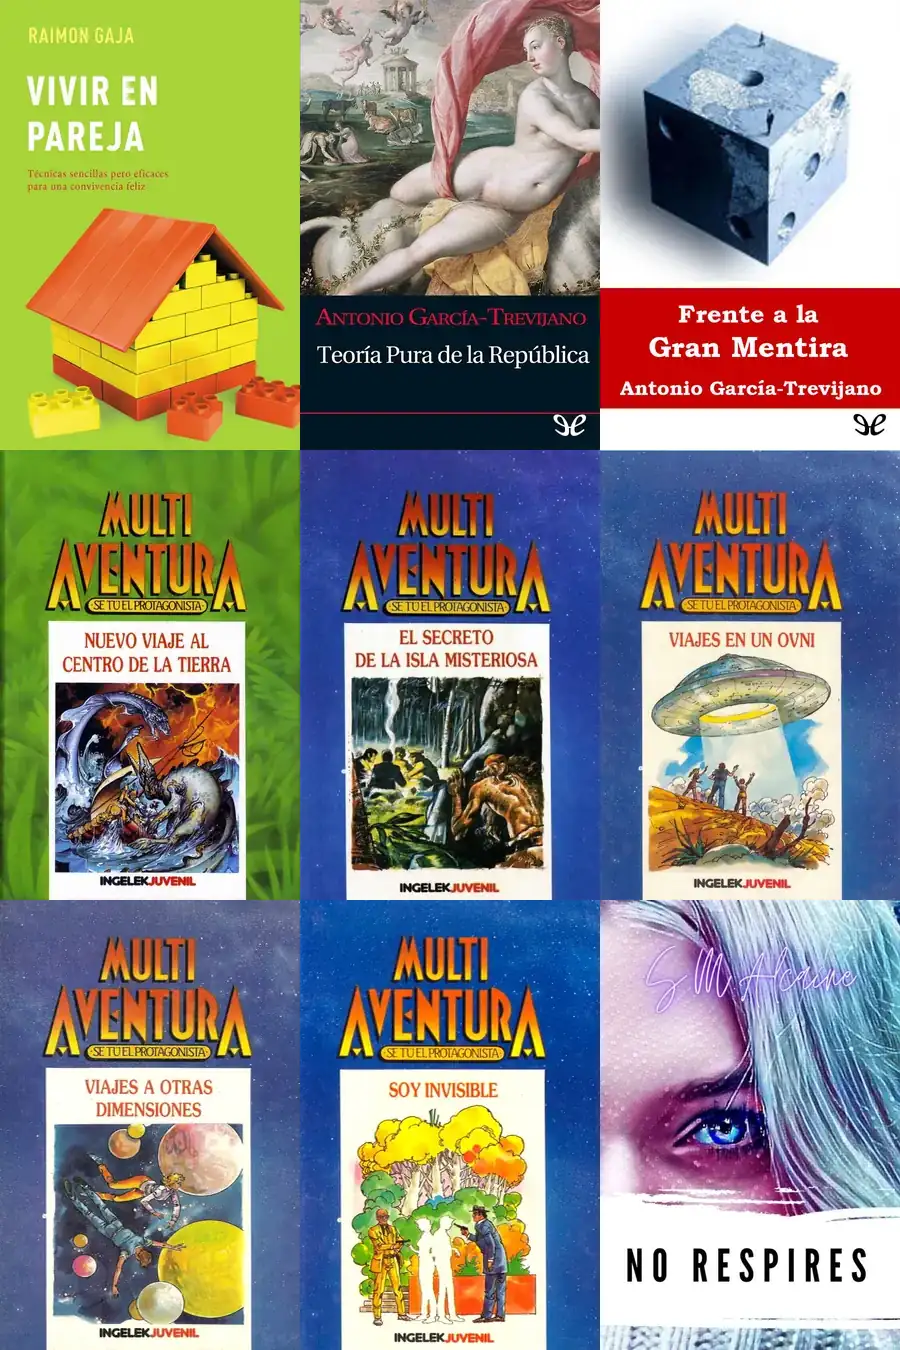 RAIMON GAJA
VIVIR EN
PAREJA
Técnicas sencillas pero eficaces
para una convivencia feliz
ANTONIO GARCÍA-TREVIJANO
Teoría Pura de la República
Frente a la
Gran Mentira
Antonio García-Trevijano
MULTI
AVENTURA
·SE TU EL PROTAGONISTA·
NUEVO VIAJE AL
CENTRO DE LA TIERRA
INGELEKJUVENIL
MULTI
AVENTURA
·SE TU EL PROTAGONISTA·
EL SECRETO
DE LA ISLA MISTERIOSA
INGELEKJUVENIL
MULTI
AVENTURA
·SE TU EL PROTAGONISTA·
VIAJES EN UN OVNI
INGELEKJUVENIL
MULTI
AVENTURA
·SE TU EL PROTAGONISTA·
VIAJES A OTRAS
DIMENSIONES
INGELEKJUVENIL
MULTI
AVENTURA
·SE TU EL PROTAGONISTA·
SOY INVISIBLE
INGELEKJUVENIL
S M Alcaine
NO RESPIRES